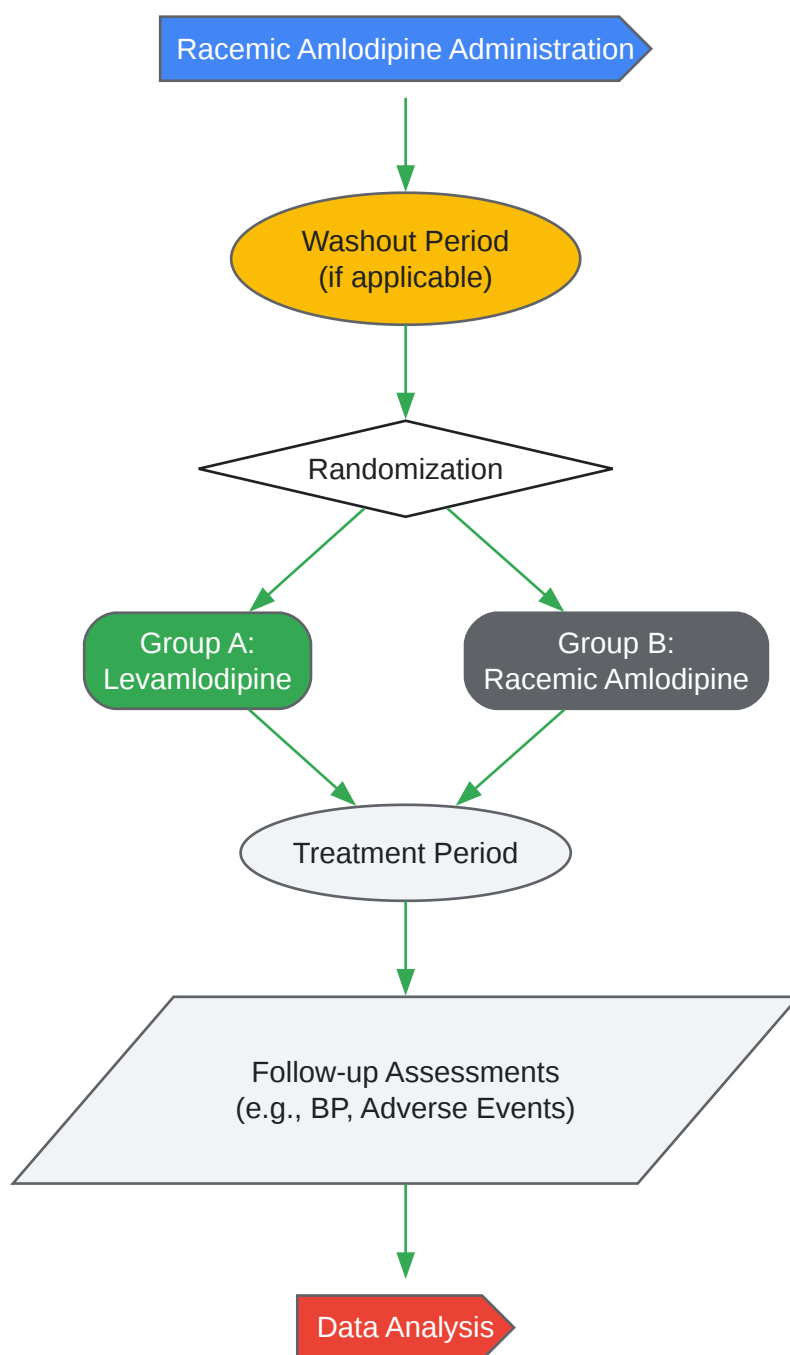 Racemic Amlodipine Administration
Washout Period
(if applicable)
Randomization
Group A:
Levamlodipine
Group B:
Racemic Amlodipine
Treatment Period
Follow-up Assessments
(e.g., BP, Adverse Events)
Data Analysis